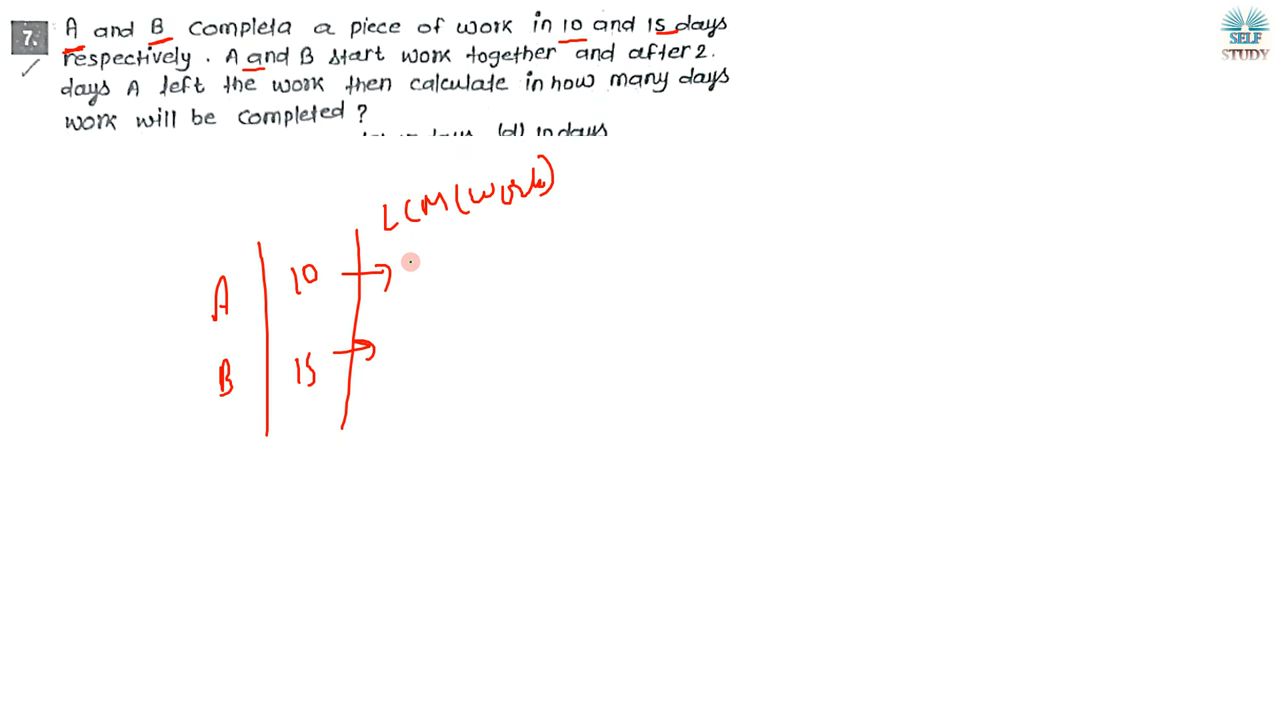 7. A and B Completa a piece of work in 10 and 15 days
respectively. A and B start work together and after 2.
days A left the work then calculate in how many days
work will be completed?
(d) 10 days
SELF
STUDY
LCM (work)
A 10
B 15